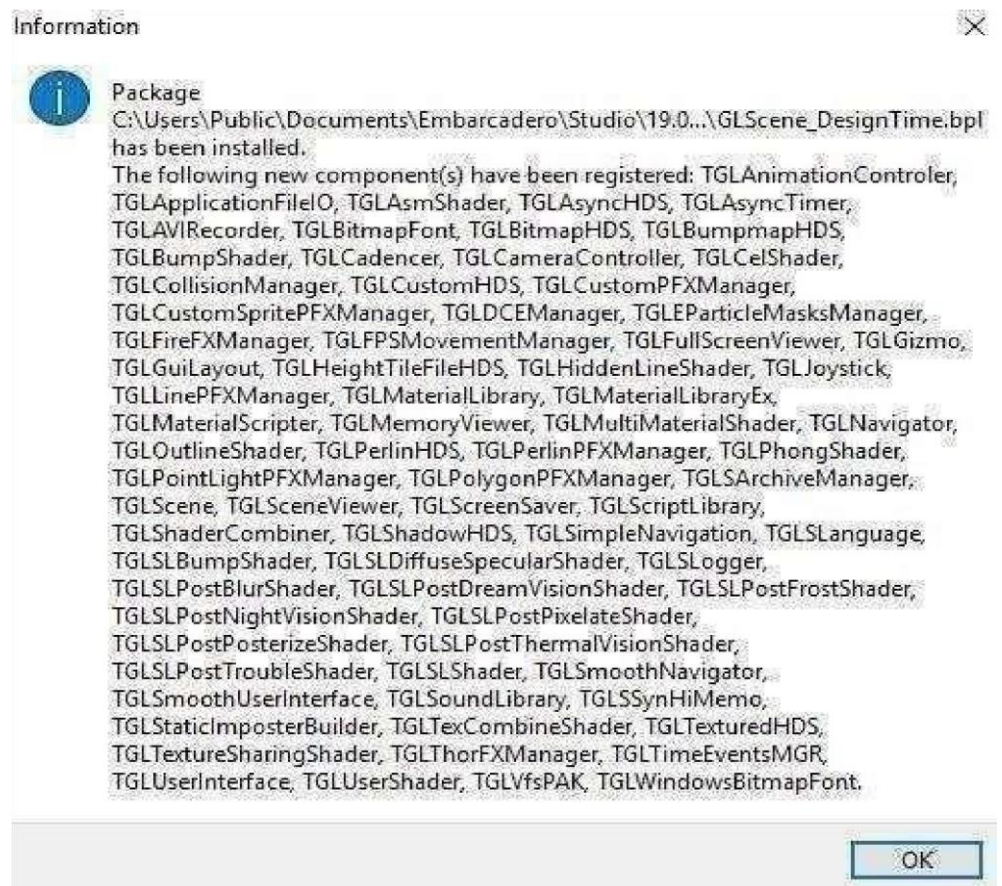 Information
Package
C:\Users\Public\Documents\Embarcadero\Studio\19.0...\GLScene_DesignTime.bpl
has been installed.
The following new component(s) have been registered: TGLAnimationControler,
TGLApplicationFileIO, TGLAsmShader, TGLAsyncHDS, TGLAsyncTimer,
TGLAVIRecorder, TGLBitmapFont, TGLBitmapHDS, TGLBumpmapHDS,
TGLBumpShader, TGLCadencer, TGLCameraController, TGLCelShader,
TGLCollisionManager, TGLCustomHDS, TGLCustomPFXManager,
TGLCustomSpritePFXManager, TGLDCEManager, TGLEParticleMasksManager,
TGLFireFXManager, TGLFPSMovementManager, TGLFullScreenViewer, TGLGizmo,
TGLGuiLayout, TGLHeightTileFileHDS, TGLHiddenLineShader, TGLJoystick,
TGLLinePFXManager, TGLMaterialLibrary, TGLMaterialLibraryEx,
TGLMaterialScripter, TGLMemoryViewer, TGLMultiMaterialShader, TGLNavigator,
TGLOutlineShader, TGLPerlinHDS, TGLPerlinPFXManager, TGLPhongShader,
TGLPointLightPFXManager, TGLPolygonPFXManager, TGLSArchiveManager,
TGLScene, TGLSceneViewer, TGLScreenSaver, TGLScriptLibrary,
TGLShaderCombiner, TGLShadowHDS, TGLSimpleNavigation, TGLSLanguage,
TGLSLBumpShader, TGLSLDiffuseSpecularShader, TGLSLogger,
TGLSLPostBlurShader, TGLSLPostDreamVisionShader, TGLSLPostFrostShader,
TGLSLPostNightVisionShader, TGLSLPostPixelateShader,
TGLSLPostPosterizeShader, TGLSLPostThermalVisionShader,
TGLSLPostTroubleShader, TGLSLShader, TGLSmoothNavigator,
TGLSmoothUserInterface, TGLSoundLibrary, TGLSSynHiMemo,
TGLStaticImposterBuilder, TGLTexCombineShader, TGLTexturedHDS,
TGLTextureSharingShader, TGLThorFXManager, TGLTimeEventsMGR,
TGLUserInterface, TGLUserShader, TGLVfsPAK, TGLWindowsBitmapFont.
OK